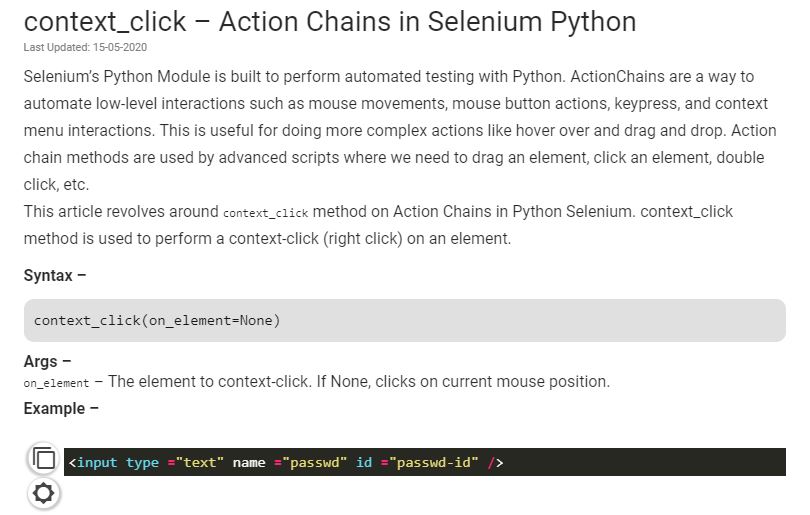 context_click – Action Chains in Selenium Python
Last Updated: 15-05-2020
Selenium’s Python Module is built to perform automated testing with Python. ActionChains are a way to
automate low-level interactions such as mouse movements, mouse button actions, keypress, and context
menu interactions. This is useful for doing more complex actions like hover over and drag and drop. Action
chain methods are used by advanced scripts where we need to drag an element, click an element, double
click, etc.
This article revolves around context_click method on Action Chains in Python Selenium. context_click
method is used to perform a context-click (right click) on an element.
Syntax –
context_click(on_element=None)
Args –
on_element – The element to context-click. If None, clicks on current mouse position.
Example –
<input type ="text" name ="passwd" id ="passwd-id" />